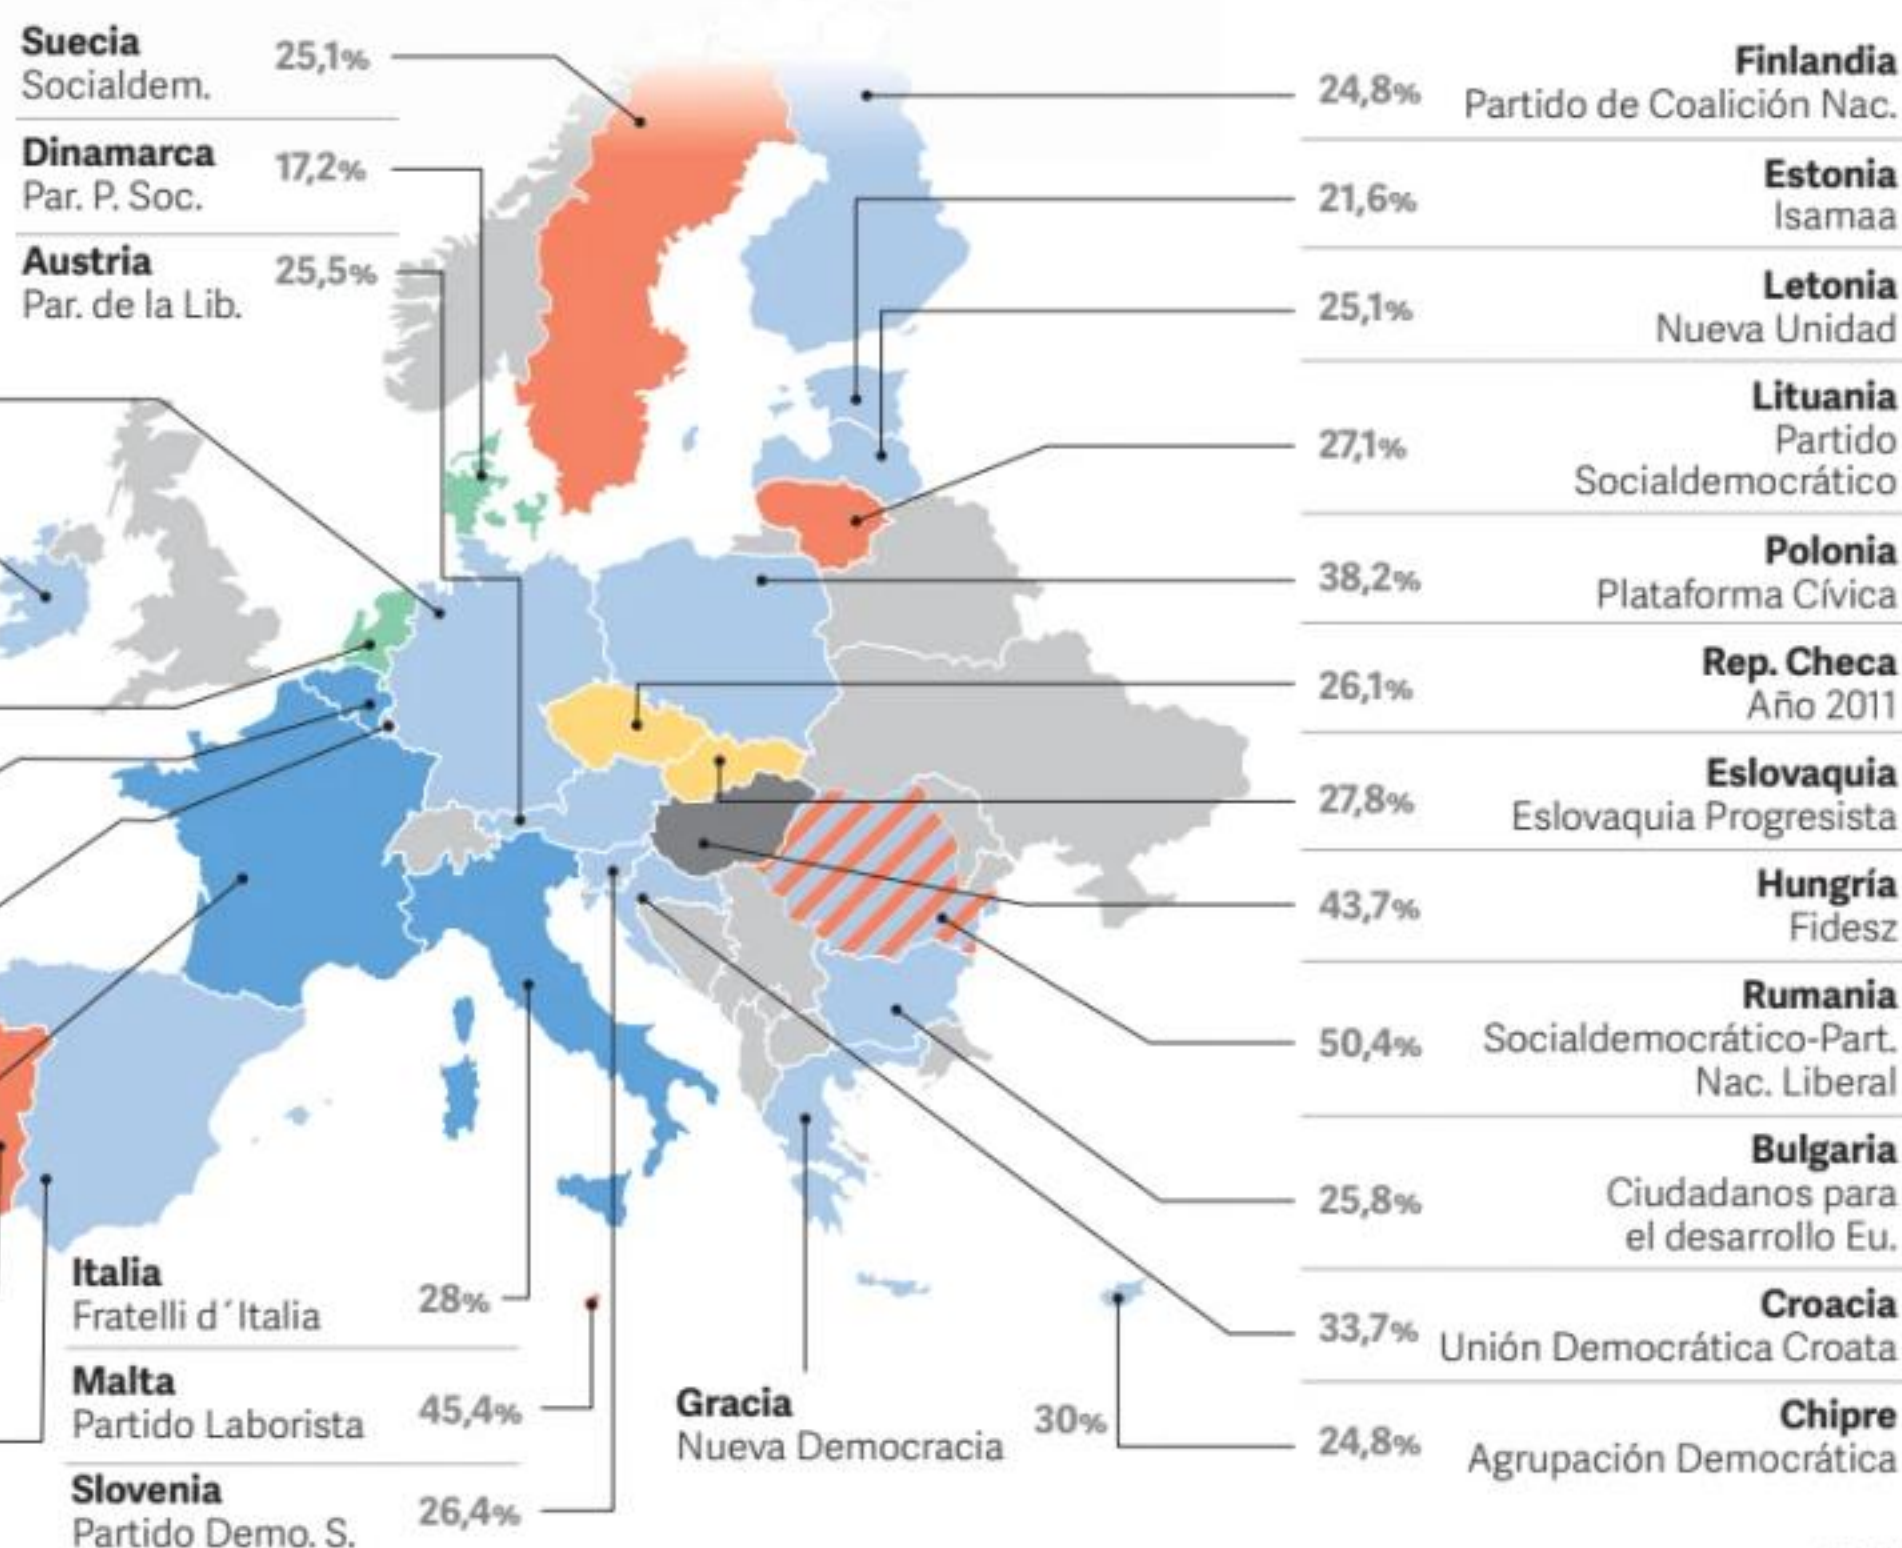 Suecia 25,1%
Socialdem.
Dinamarca 17,2%
Par. P. Soc.
Austria 25,5%
Par. de la Lib.
Italia
Fratelli d´Italia 28%
Malta
Partido Laborista 45,4%
Slovenia
Partido Demo. S. 26,4%
Gracia 30%
Nueva Democracia
Finlandia
24,8% Partido de Coalición Nac.
Estonia
21,6% Isamaa
Letonia
25,1% Nueva Unidad
Lituania
27,1% Partido
Socialdemocrático
Polonia
38,2% Plataforma Cívica
Rep. Checa
26,1% Año 2011
Eslovaquia
27,8% Eslovaquia Progresista
Hungría
43,7% Fidesz
Rumania
50,4% Socialdemocrático-Part.
Nac. Liberal
Bulgaria
25,8% Ciudadanos para
el desarrollo Eu.
Croacia
33,7% Unión Democrática Croata
Chipre
24,8% Agrupación Democrática